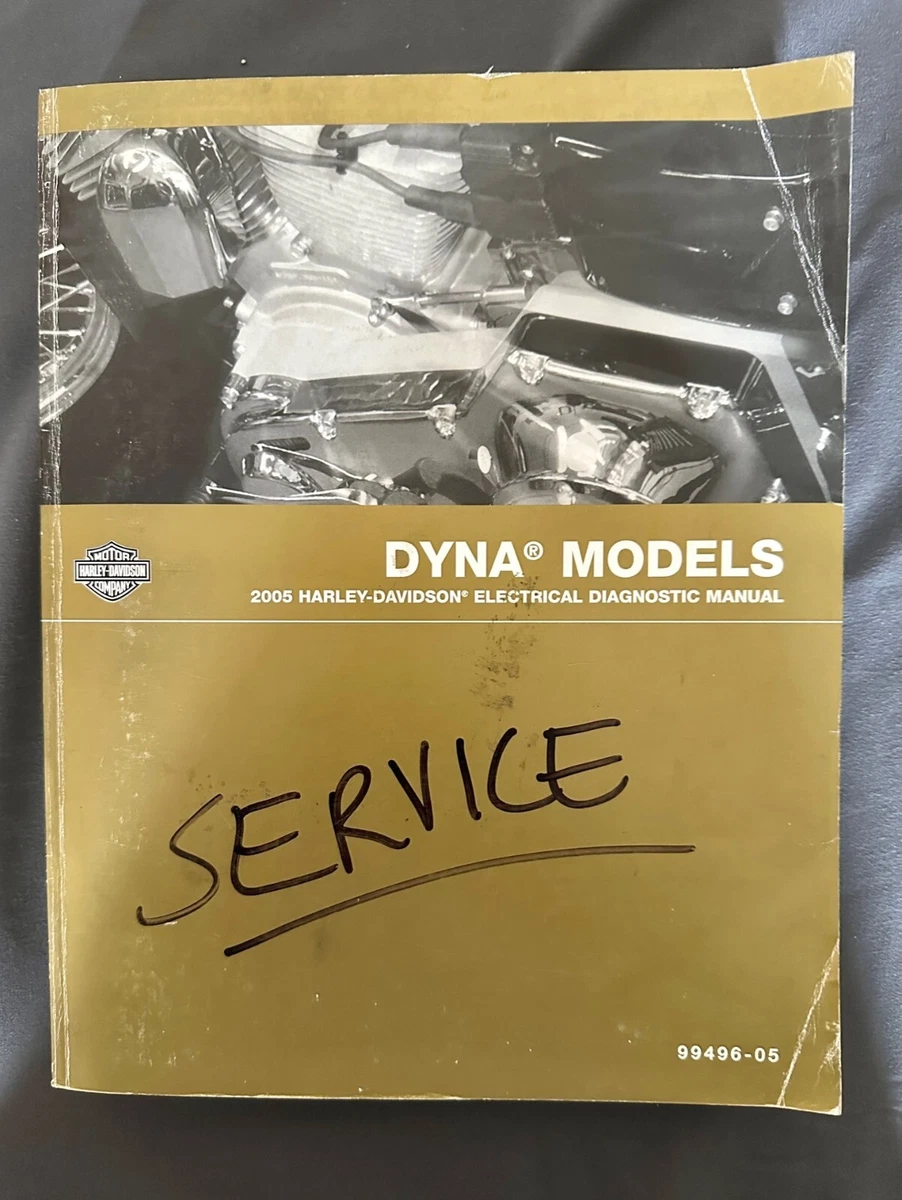 DYNA® MODELS
MOTOR
HARLEY-DAVIDSON
COMPANY
2005 HARLEY-DAVIDSON® ELECTRICAL DIAGNOSTIC MANUAL
SERVICE
99496-05